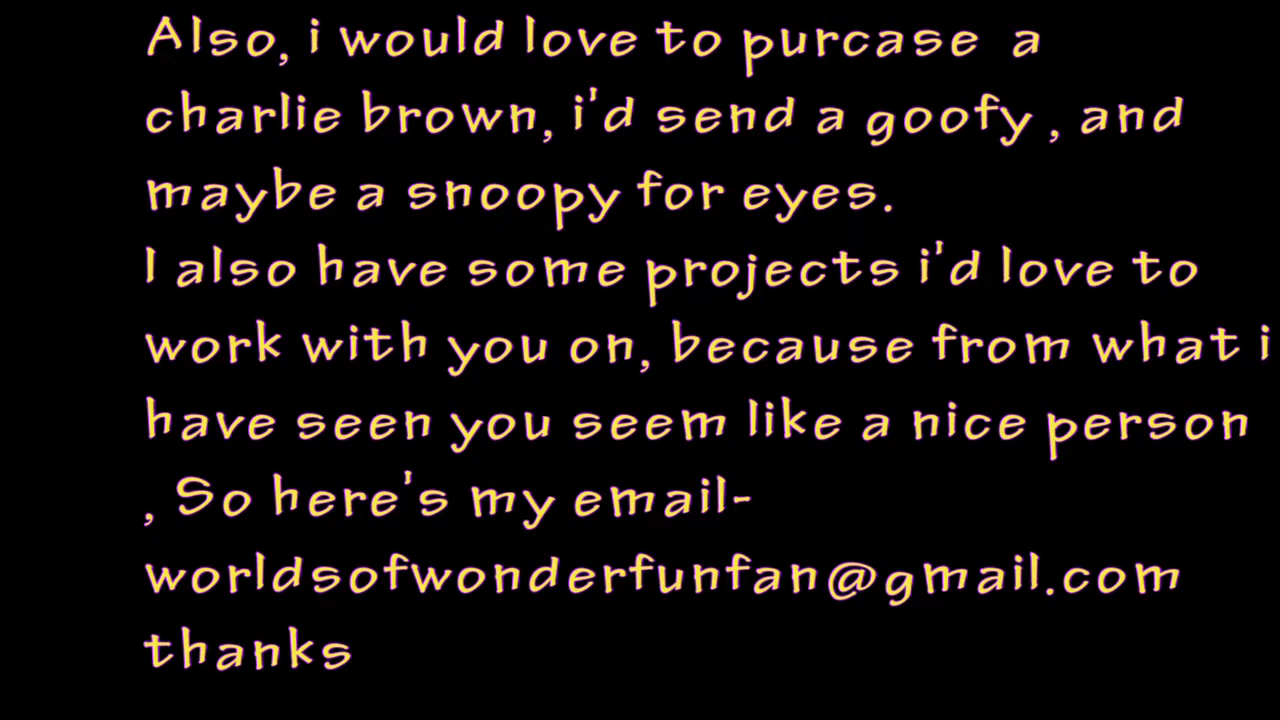 Also, i would love to purcase a
charlie brown, i'd send a goofy , and
maybe a snoopy for eyes.
I also have some projects i'd love to
work with you on, because from what i
have seen you seem like a nice person
, So here's my email-
worldsofwonderfunfan@gmail.com
thanks